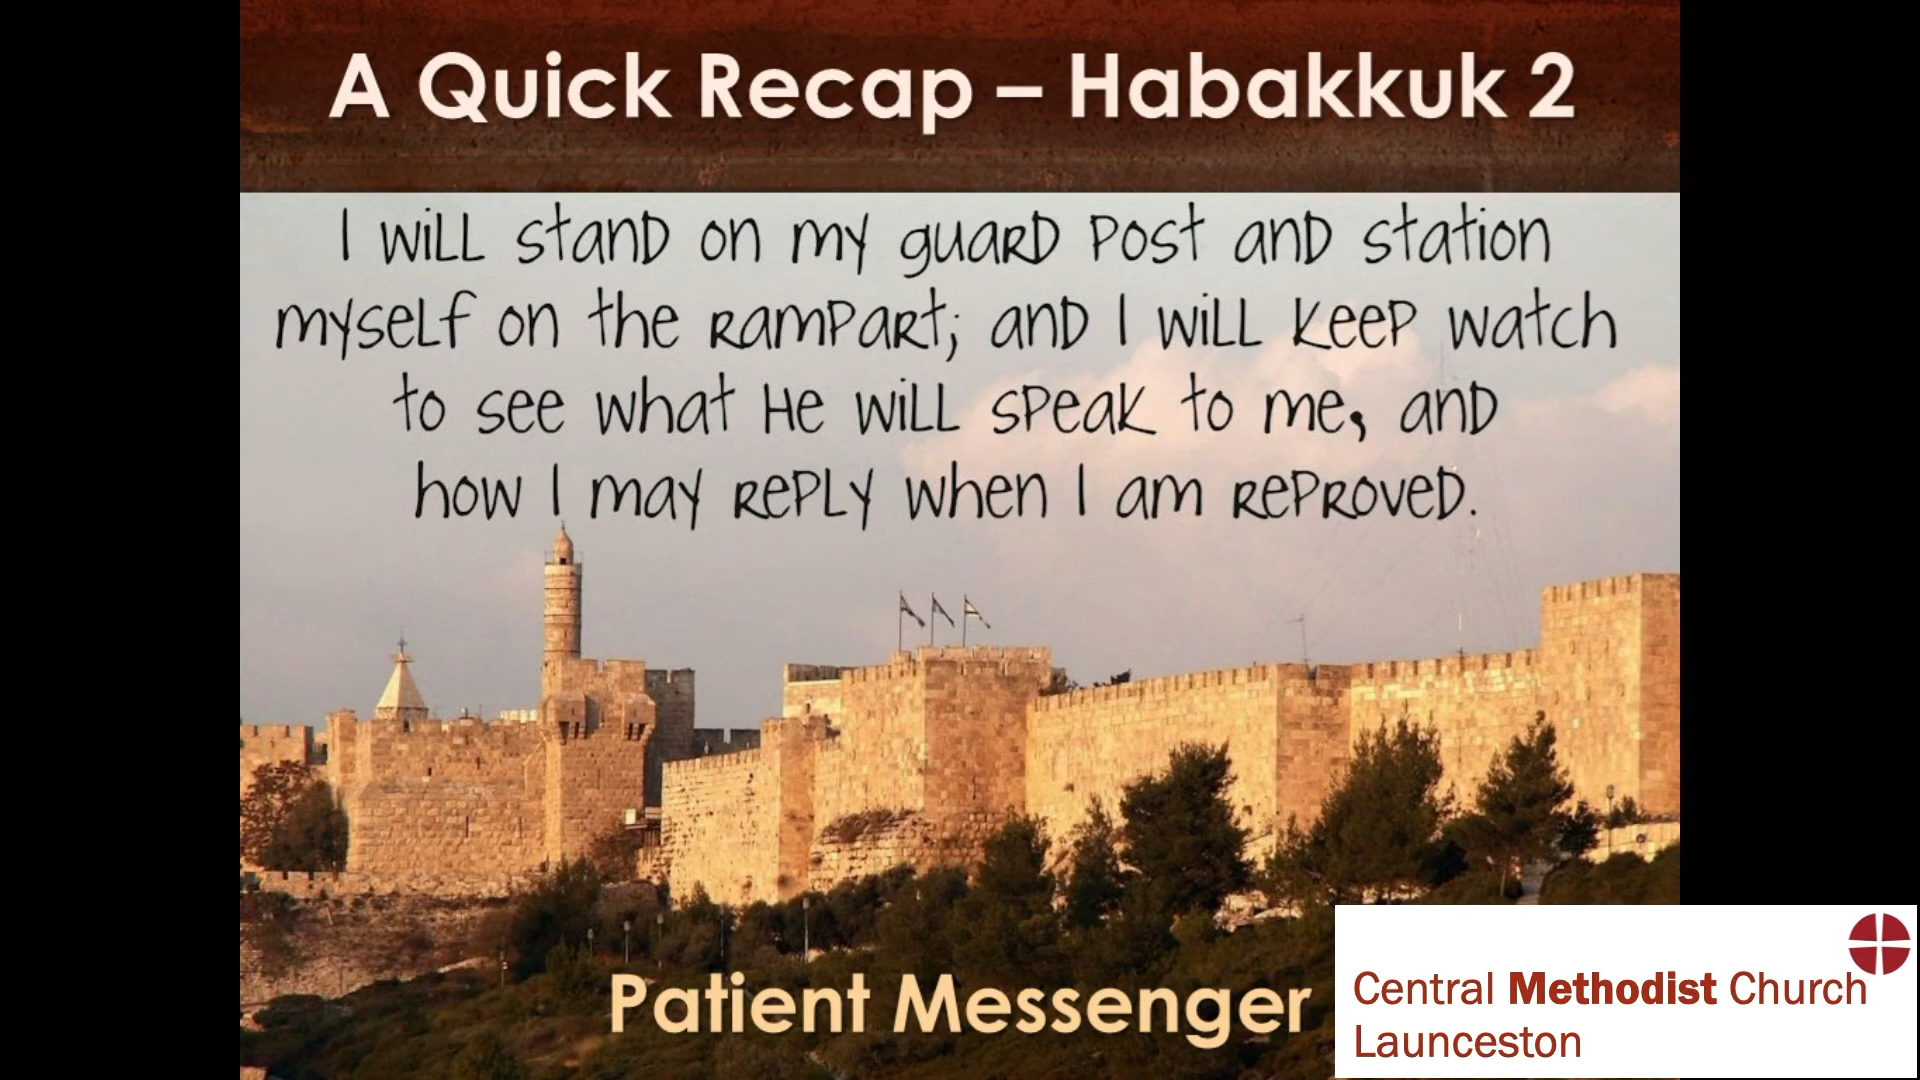 A Quick Recap – Habakkuk 2
I will stand on my guard post and station
myself on the rampart; and I will keep watch
to see what He will speak to me, and
how I may reply when I am reproved.
Patient Messenger
Central Methodist Church
Launceston